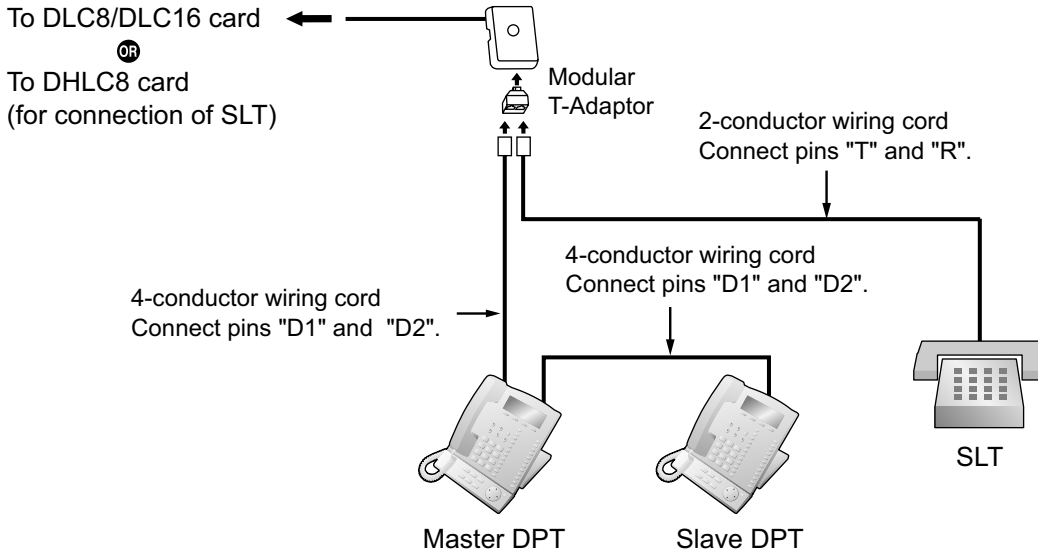 To DLC8/DLC16 card
OR
To DHLC8 card
(for connection of SLT)
Modular
T-Adaptor
2-conductor wiring cord
Connect pins "T" and "R".
4-conductor wiring cord
Connect pins "D1" and "D2".
4-conductor wiring cord
Connect pins "D1" and  "D2".
SLT
Master DPT
Slave DPT